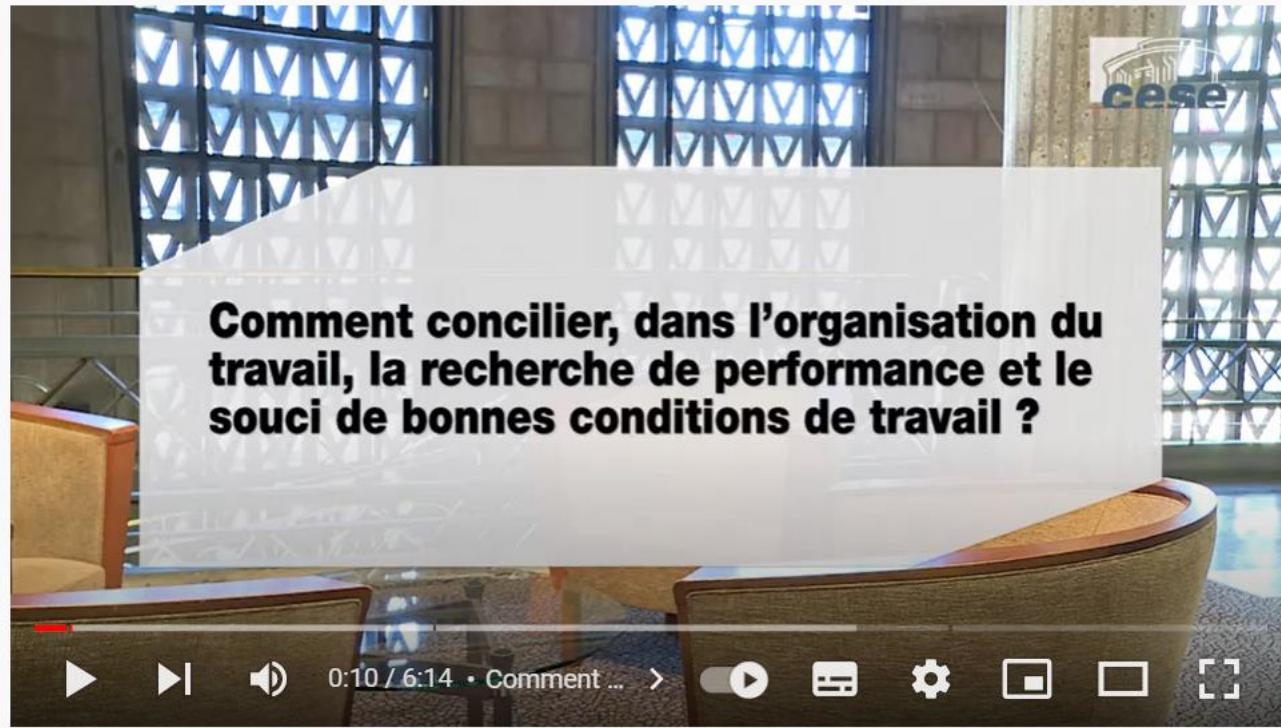 cese
Comment concilier, dans l’organisation du
travail, la recherche de performance et le
souci de bonnes conditions de travail ?
0:10 / 6:14 • Comment ...